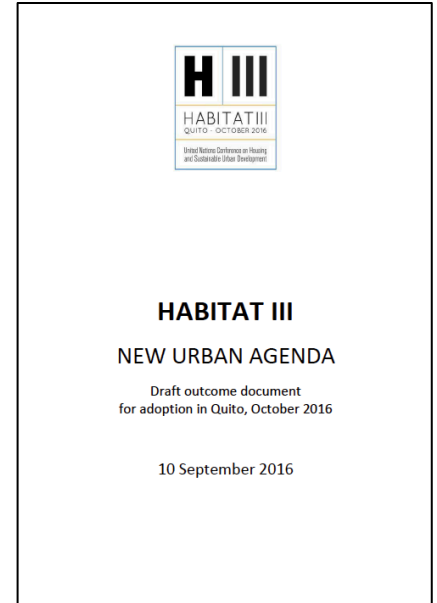 H III
HABITAT III
QUITO - OCTOBER 2016
United Nations Conference on Housing
and Sustainable Urban Development
HABITAT III
NEW URBAN AGENDA
Draft outcome document
for adoption in Quito, October 2016
10 September 2016